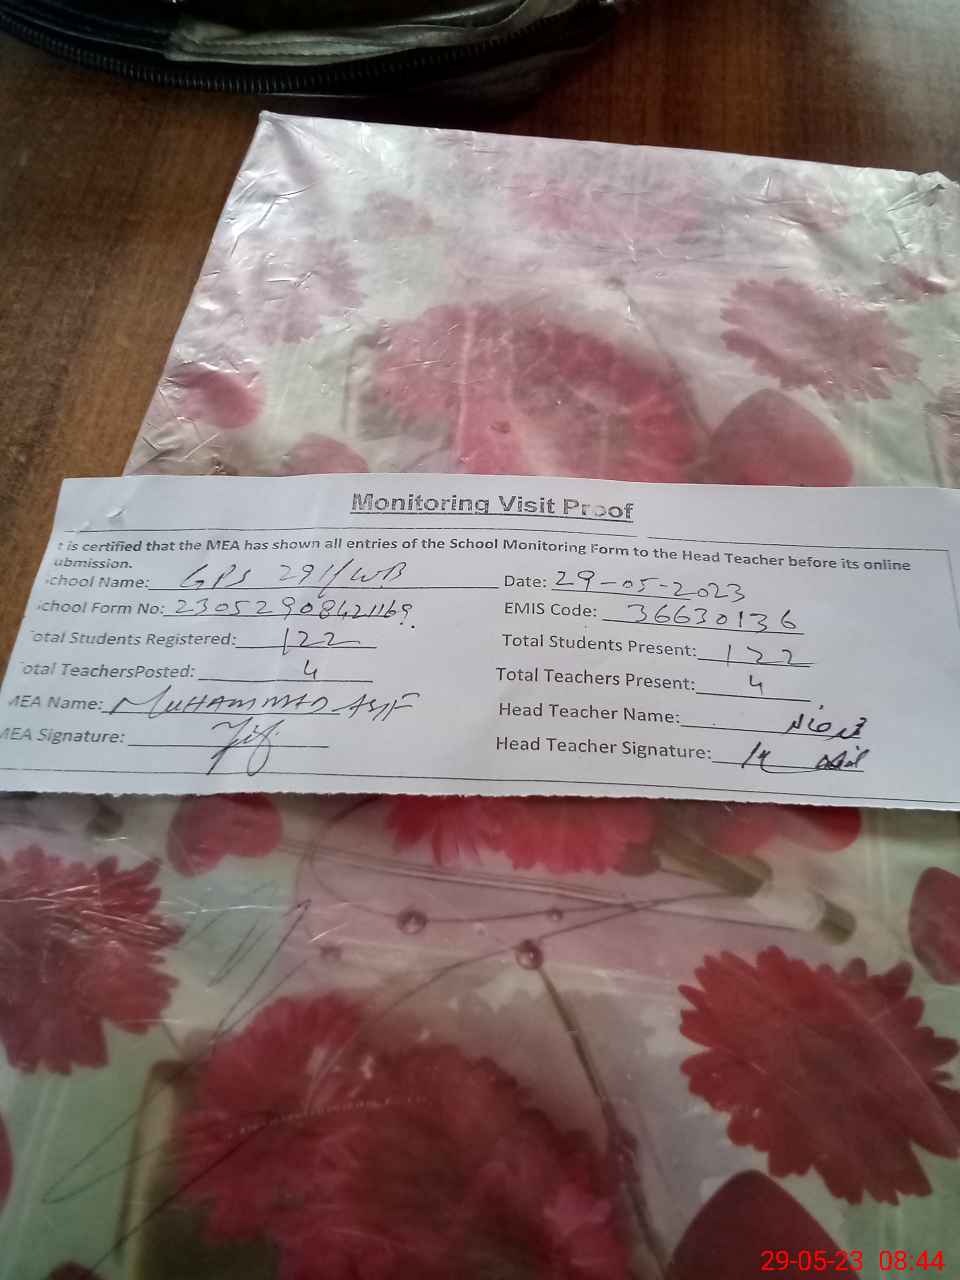 Monitoring Visit Proof
t is certified that the MEA has shown all entries of the School Monitoring Form to the Head Teacher before its online
ubmission.
chool Name: GPS 291/WB Date: 29-05-2023
chool Form No: 23052908421169 EMIS Code: 36630136
otal Students Registered: 122 Total Students Present: 122
otal TeachersPosted: 4 Total Teachers Present: 4
MEA Name: MUHAMMAD ASIF Head Teacher Name:
MEA Signature: Head Teacher Signature:
29-05-23 08:44